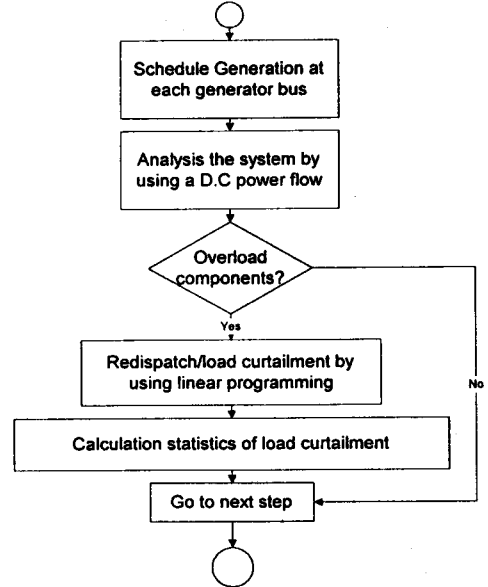 Schedule Generation at
each generator bus
Analysis the system by
using a D.C power flow
Overload
components?
Yes
No
Redispatch/load curtailment by
using linear programming
Calculation statistics of load curtailment
Go to next step